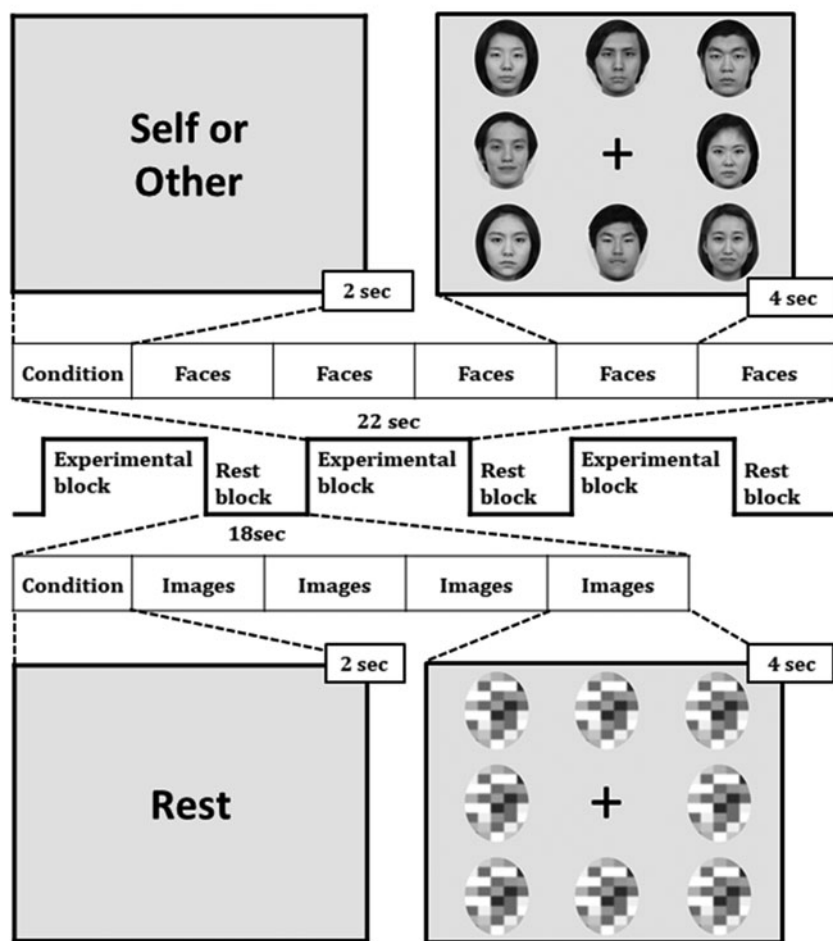 Self or
Other
+
2 sec
4 sec
Condition Faces Faces Faces Faces Faces
22 sec
Experimental
block
Rest
block
Experimental
block
Rest
block
Experimental
block
Rest
block
18sec
Condition Images Images Images Images
2 sec
4 sec
Rest
+